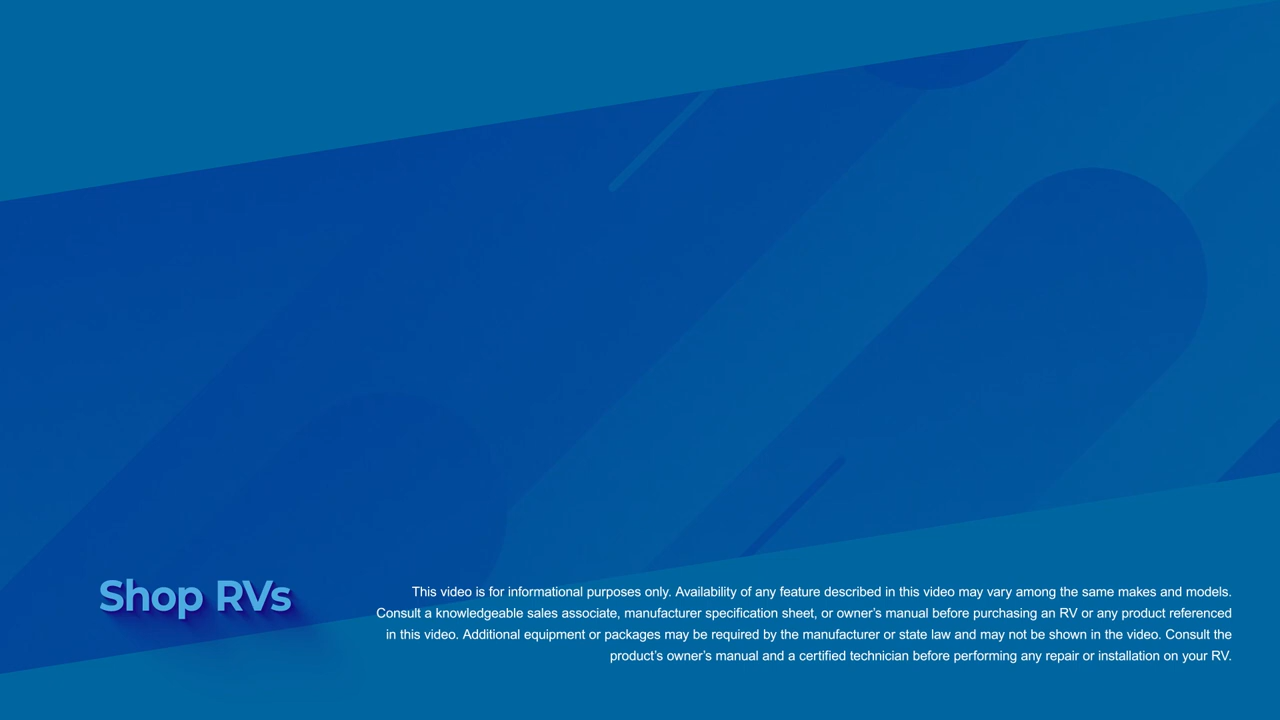 Shop RVs
This video is for informational purposes only. Availability of any feature described in this video may vary among the same makes and models.
Consult a knowledgeable sales associate, manufacturer specification sheet, or owner’s manual before purchasing an RV or any product referenced
in this video. Additional equipment or packages may be required by the manufacturer or state law and may not be shown in the video. Consult the
product’s owner’s manual and a certified technician before performing any repair or installation on your RV.